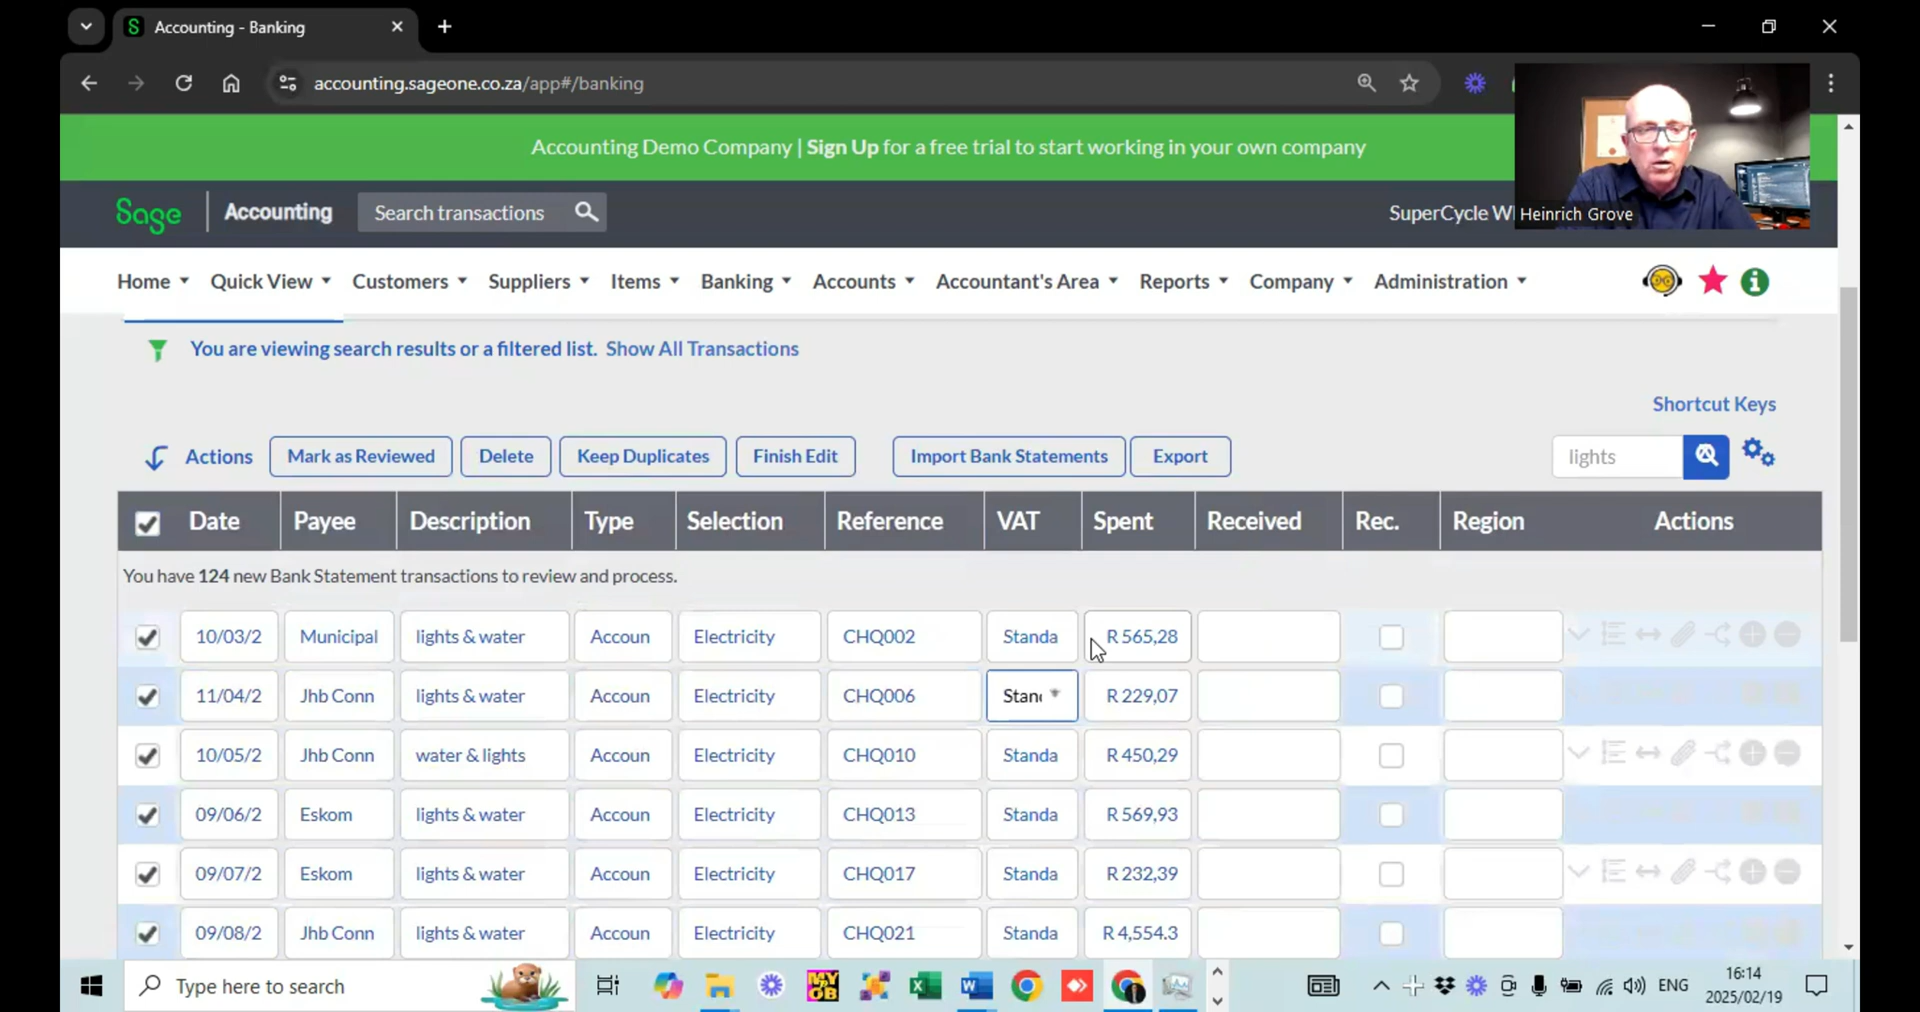 Accounting - Banking
accounting.sageone.co.za/app#/banking
Accounting Demo Company | Sign Up for a free trial to start working in your own company
Sage Accounting Search transactions SuperCycle W
Heinrich Grove
Home Quick View Customers Suppliers Items Banking Accounts Accountant's Area Reports Company Administration
You are viewing search results or a filtered list. Show All Transactions
Shortcut Keys
Actions Mark as Reviewed Delete Keep Duplicates Finish Edit Import Bank Statements Export lights
Date Payee Description Type Selection Reference VAT Spent Received Rec. Region Actions
You have 124 new Bank Statement transactions to review and process.
10/03/2 Municipal lights & water Accoun Electricity CHQ002 Standa R 565,28
11/04/2 Jhb Conn lights & water Accoun Electricity CHQ006 Stan R 229,07
10/05/2 Jhb Conn water & lights Accoun Electricity CHQ010 Standa R 450,29
09/06/2 Eskom lights & water Accoun Electricity CHQ013 Standa R 569,93
09/07/2 Eskom lights & water Accoun Electricity CHQ017 Standa R 232,39
09/08/2 Jhb Conn lights & water Accoun Electricity CHQ021 Standa R 4,554.3
Type here to search MYOB ENG 16:14
2025/02/19